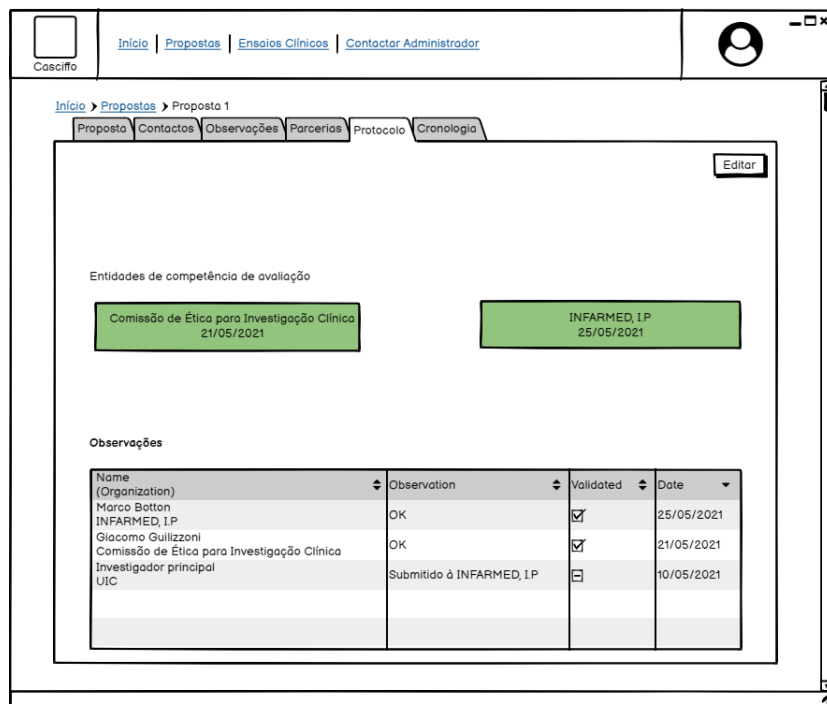 Casciffo
Início Propostas Ensaios Clínicos Contactar Administrador
Início Propostas Proposta 1
Proposta Contactos Observações Parcerias Protocolo Cronologia
Editar
Entidades de competência de avaliação
Comissão de Ética para Investigação Clínica
21/05/2021
INFARMED, I.P
25/05/2021
Observações
Name
(Organization)
Observation
Validated
Date
Marco Botton
INFARMED, I.P
OK
25/05/2021
Giacomo Guilizzoni
Comissão de Ética para Investigação Clínica
OK
21/05/2021
Investigador principal
UIC
Submitido à INFARMED, I.P
10/05/2021